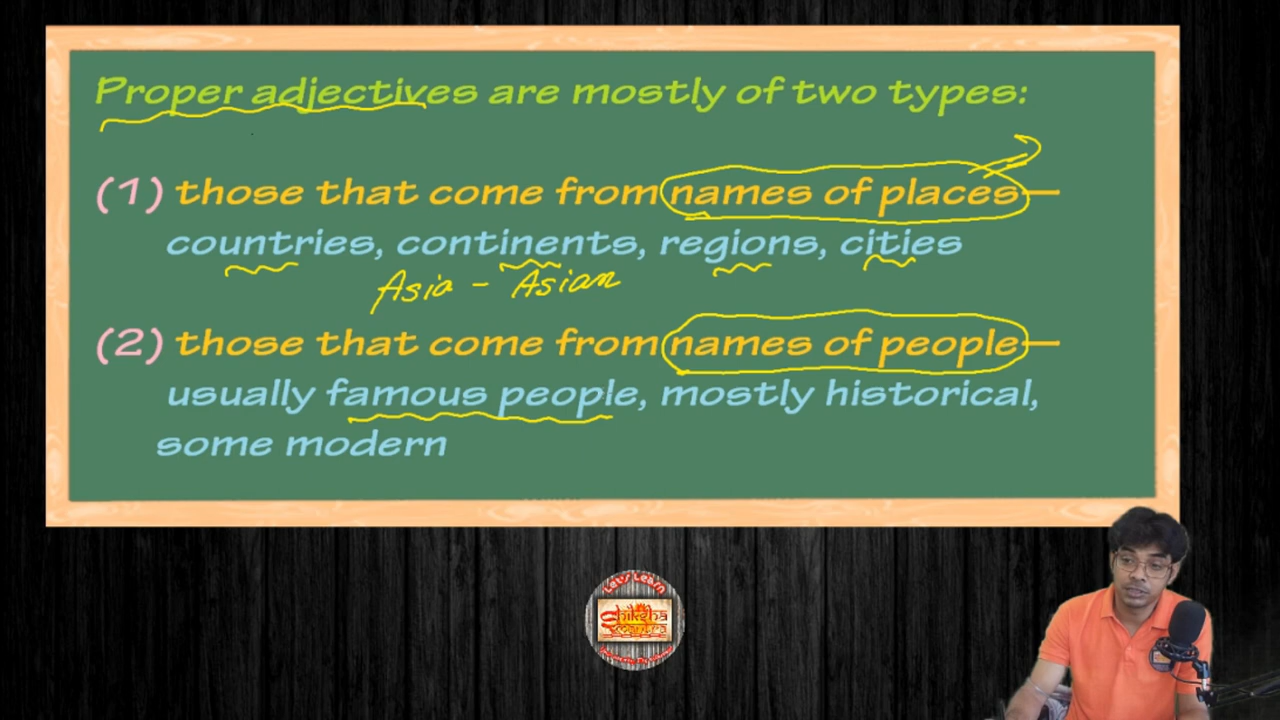 Proper adjectives are mostly of two types:
(1) those that come from names of places—
countries, continents, regions, cities
Asia - Asian
(2) those that come from names of people—
usually famous people, mostly historical,
some modern
Let's Learn
Shiksha
mantra